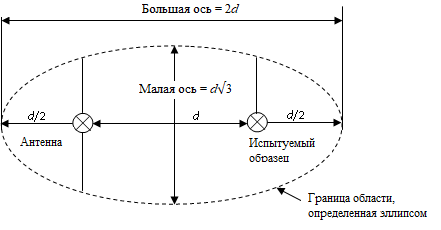 Большая ось = 2d
Малая ось = d√3
d/2
d
d/2
Антенна
Испытуемый
образец
Граница области,
определенная эллипсом